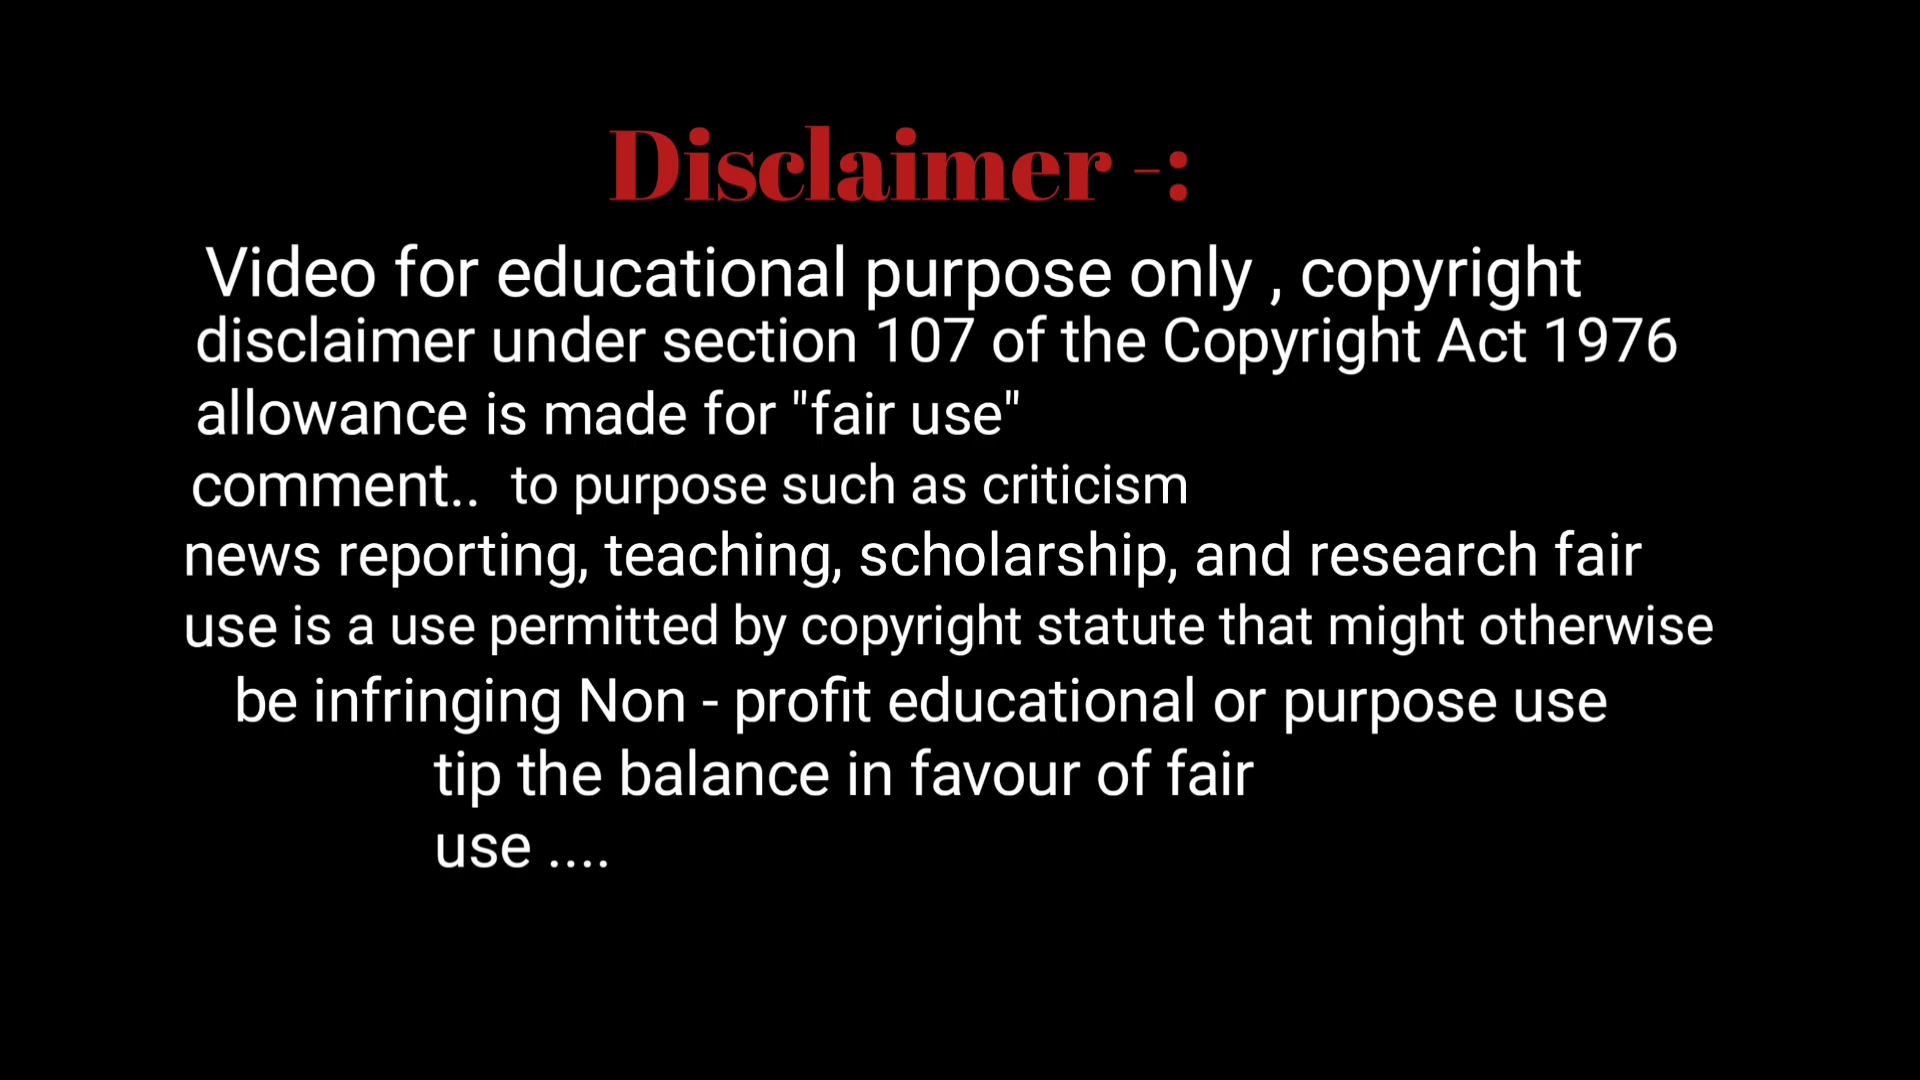 Disclaimer -:
Video for educational purpose only , copyright
disclaimer under section 107 of the Copyright Act 1976
allowance is made for "fair use"
comment.. to purpose such as criticism
news reporting, teaching, scholarship, and research fair
use is a use permitted by copyright statute that might otherwise
be infringing Non - profit educational or purpose use
tip the balance in favour of fair
use ....